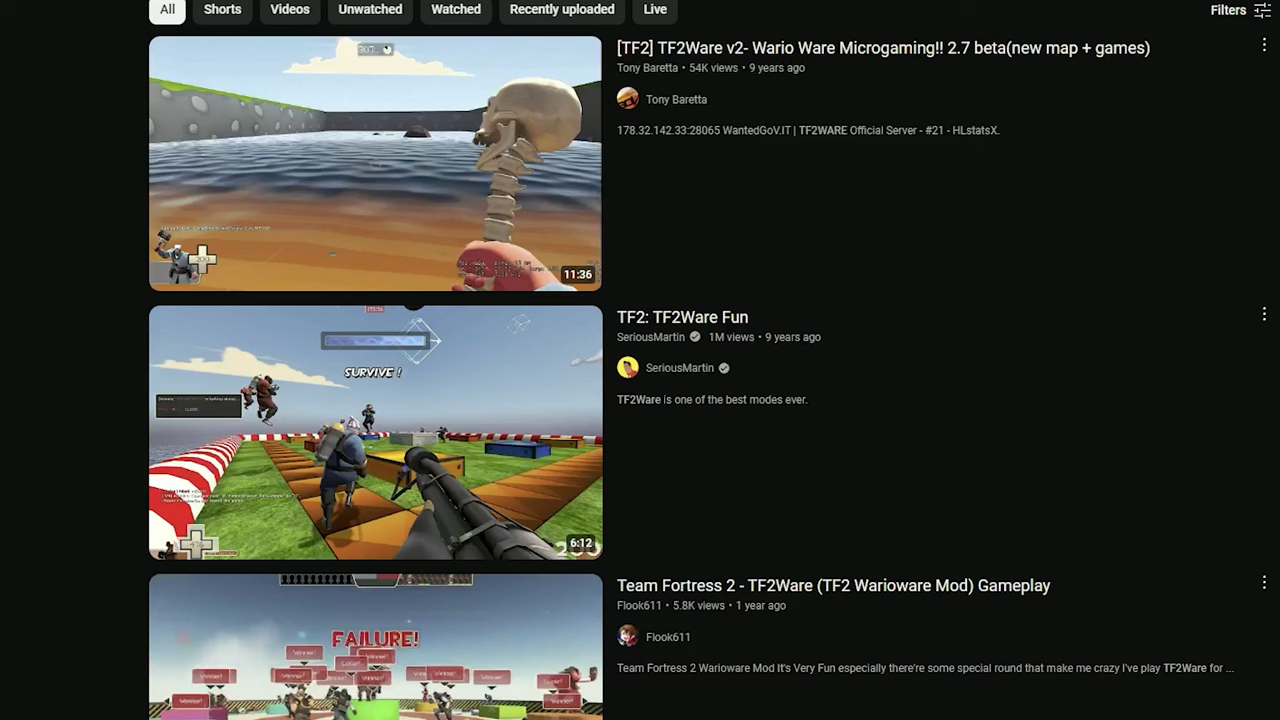 All
Shorts
Videos
Unwatched
Watched
Recently uploaded
Live
Filters
11:36
[TF2] TF2Ware v2- Wario Ware Microgaming!! 2.7 beta(new map + games)
Tony Baretta • 54K views • 9 years ago
Tony Baretta
178.32.142.33:28065 WantedGoV.IT | TF2WARE Official Server - #21 - HLstatsX.
SURVIVE !
6:12
TF2: TF2Ware Fun
SeriousMartin 1M views • 9 years ago
SeriousMartin
TF2Ware is one of the best modes ever.
FAILURE!
Winner!
Winner!
Winner!
Winner!
Winner!
Team Fortress 2 - TF2Ware (TF2 Warioware Mod) Gameplay
Flook611 • 5.8K views • 1 year ago
Flook611
Team Fortress 2 Warioware Mod It's Very Fun especially there're some special round that make me crazy I've play TF2Ware for ...